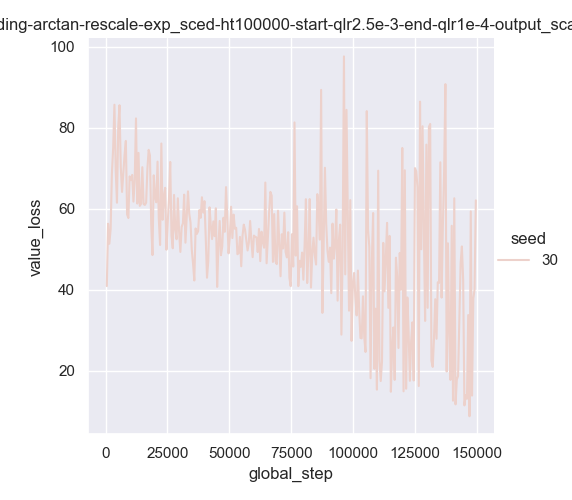 ding-arctan-rescale-exp_sced-ht100000-start-qlr2.5e-3-end-qlr1e-4-output_sca
100
80
60
40
20
value_loss
0 25000 50000 75000 100000 125000 150000
global_step
seed
30